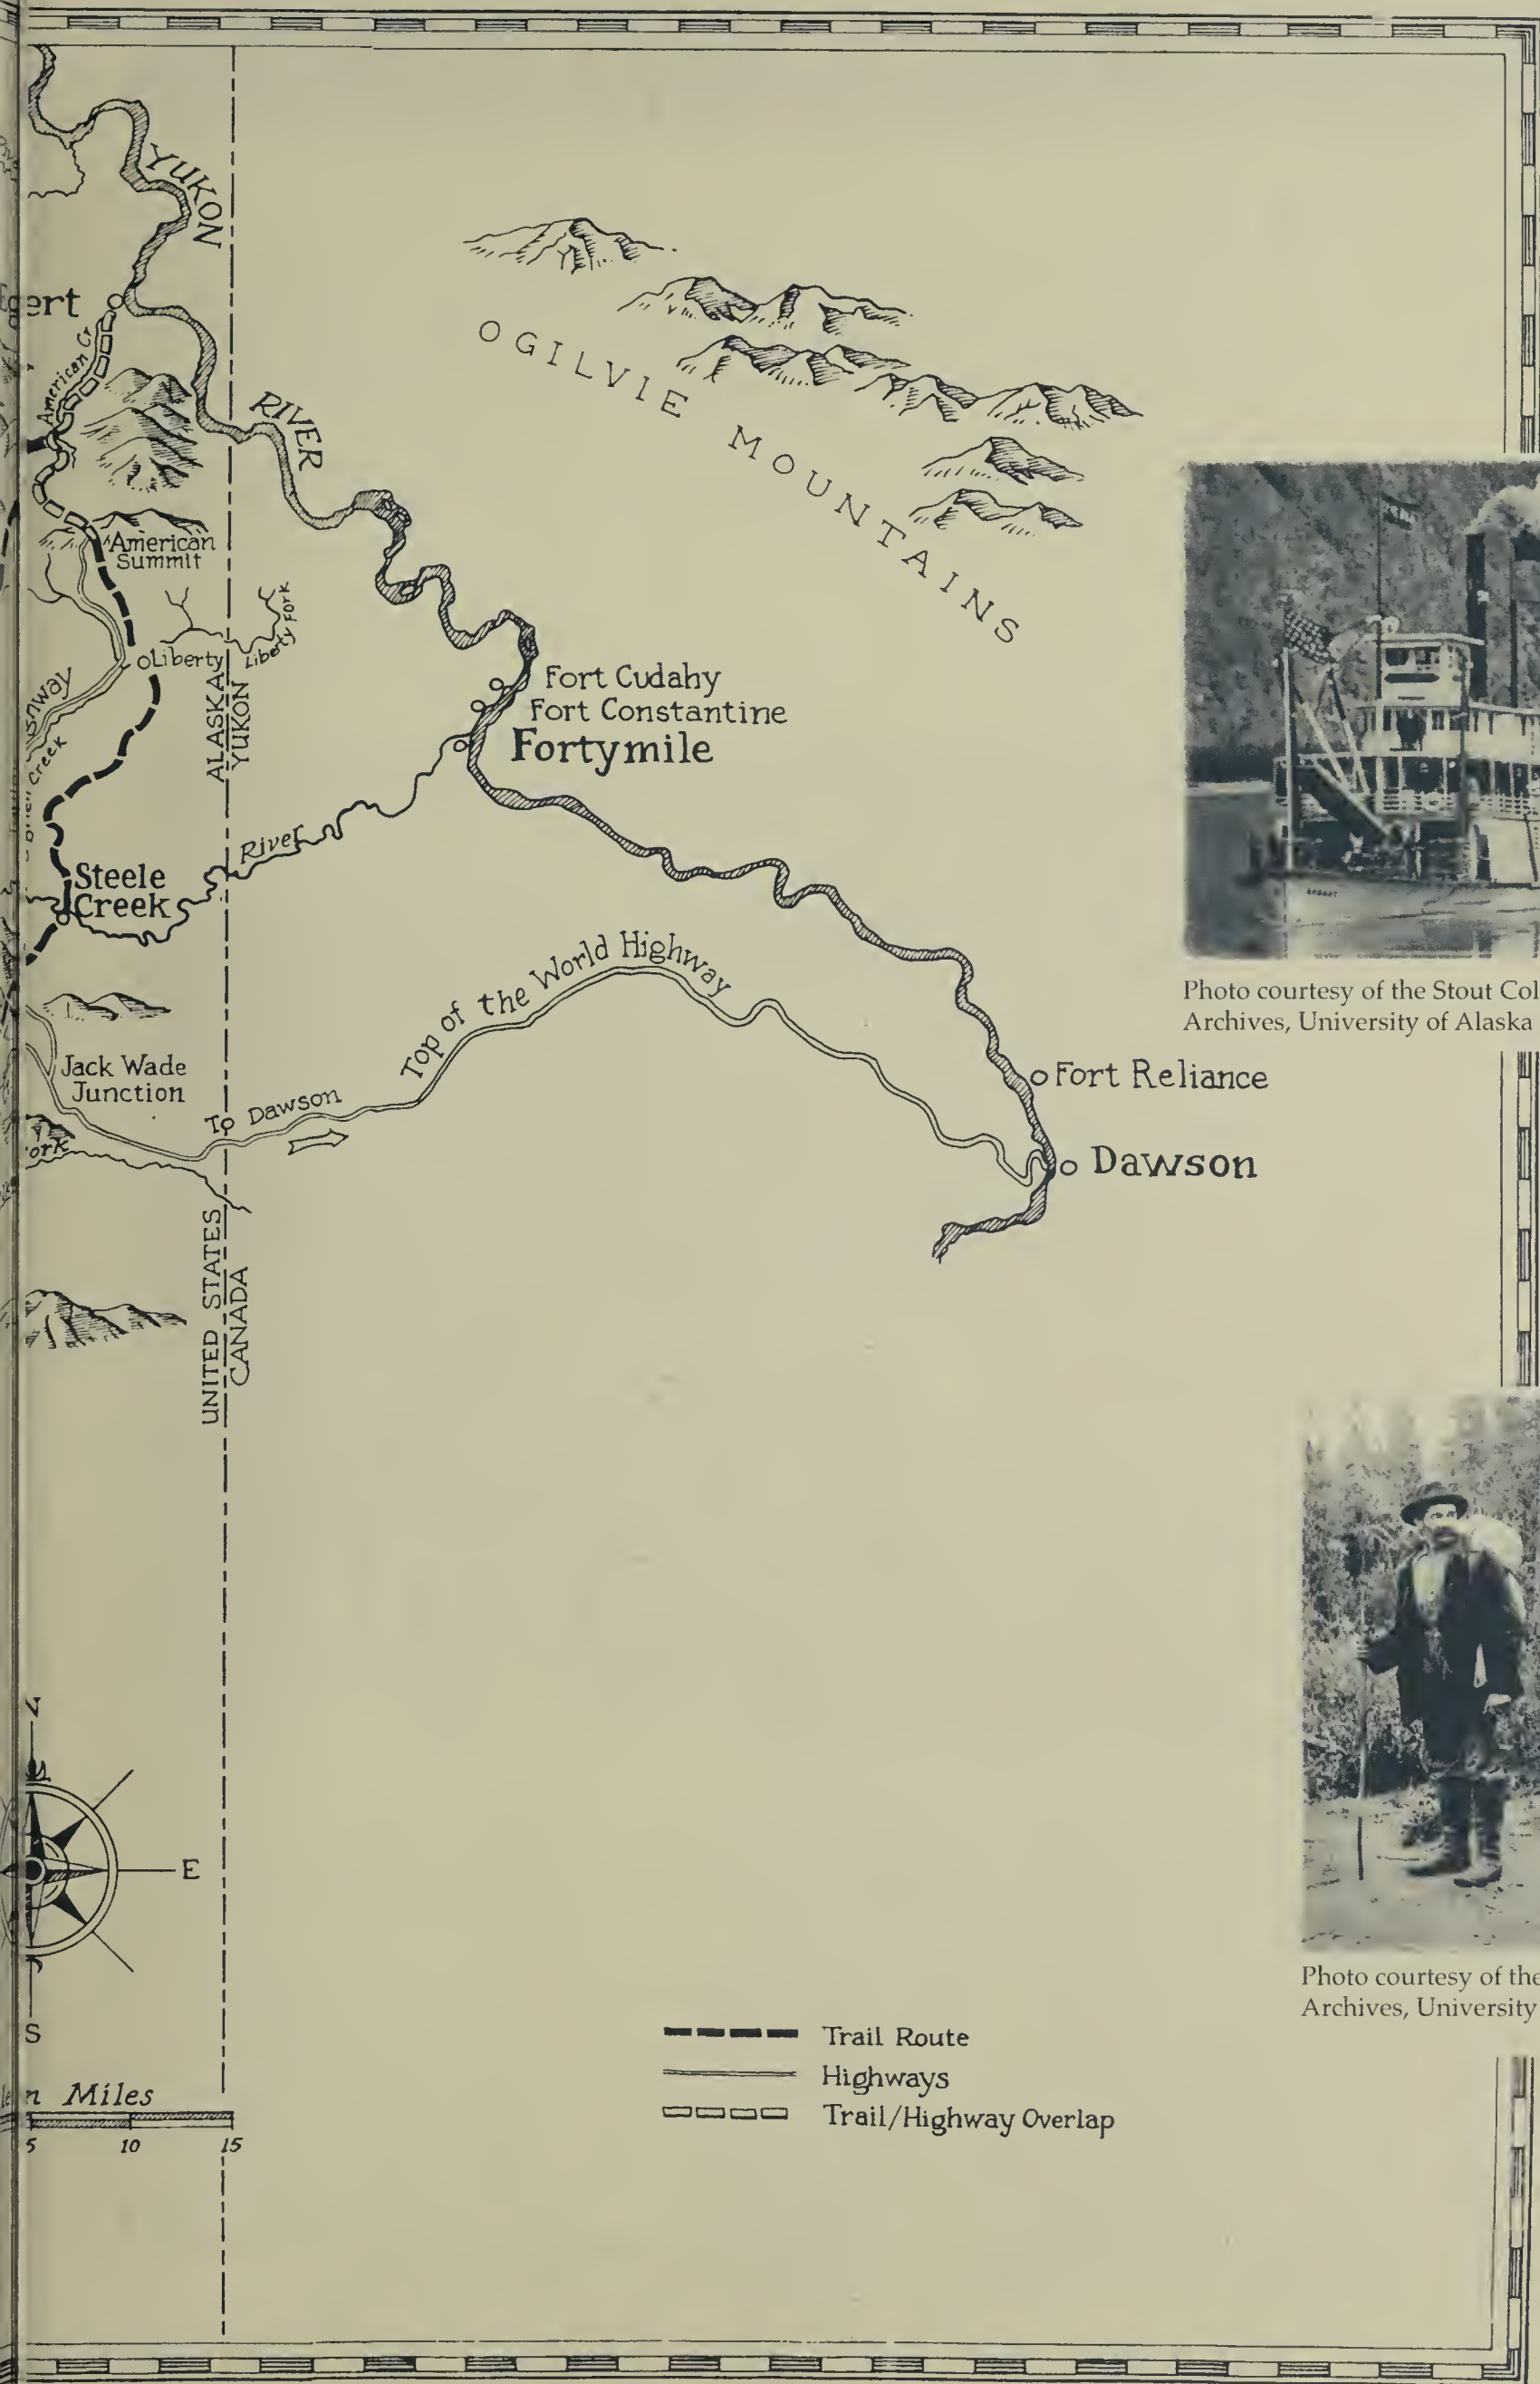 YUKON
American Cr
RIVER
OGILVIE MOUNTAINS
American
Summit
Liberty
Liberty Fork
ALASKA
YUKON
Fort Cudahy
Fort Constantine
Fortymile
Creek
River
Steele
Creek
Top of the World Highway
Photo courtesy of the Stout Col
Archives, University of Alaska
Jack Wade
Junction
To Dawson
Fort Reliance
Dawson
UNITED STATES
CANADA
N
E
S
Photo courtesy of the
Archives, University
Trail Route
Highways
Trail/Highway Overlap
Miles
5 10 15